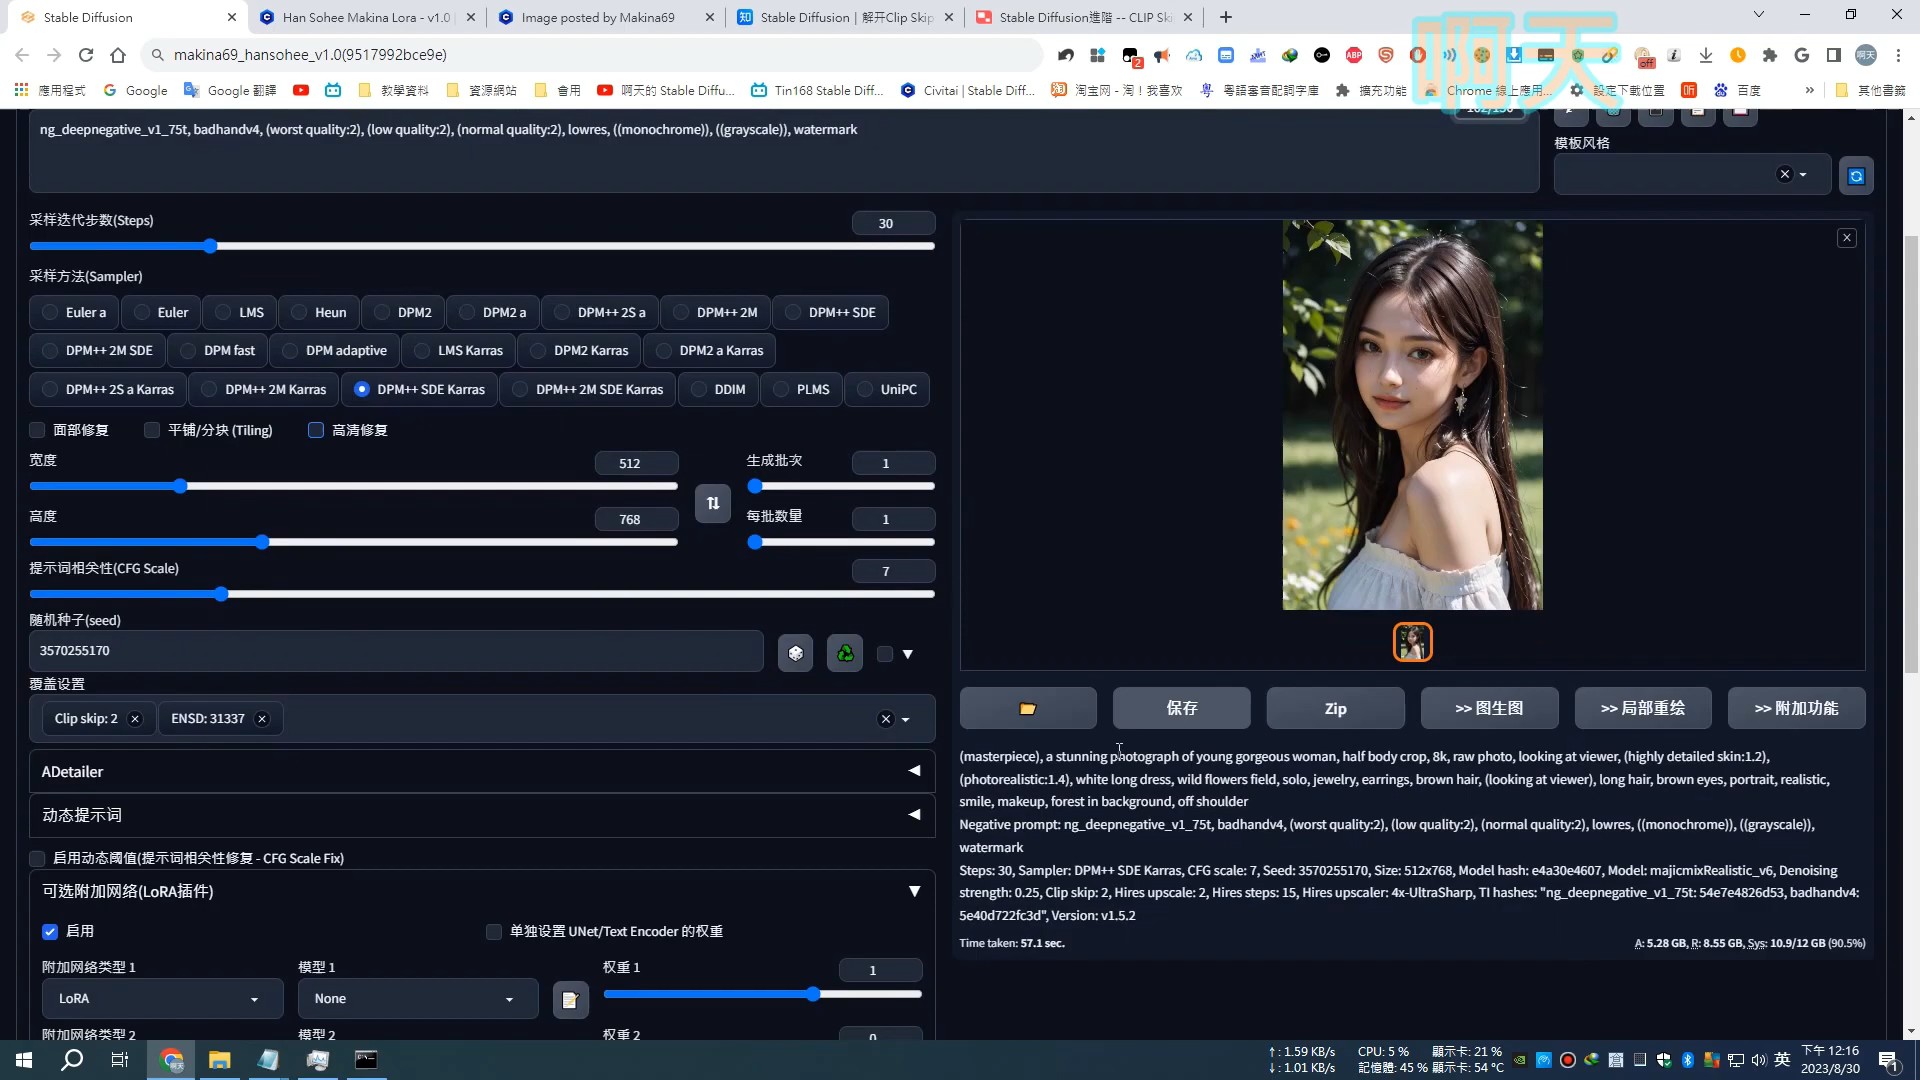 Stable Diffusion
Han Sohee Makina Lora - v1.0
Image posted by Makina69
Stable Diffusion | 解开Clip Skip
Stable Diffusion進階 -- CLIP Ski
啊天
makina69_hansohee_v1.0(9517992bce9e)
2
ABP
off
啊天
應用程式
Google
Google 翻譯
教學資料
資源網站
會用
啊天的 Stable Diffu...
Tin168 Stable Diff...
Civitai | Stable Diff...
淘宝网 - 淘！我喜欢
粵語審音配詞字庫
擴充功能
Chrome 線上應用...
設定下載位置
百度
»
其他書籤
ng_deepnegative_v1_75t, badhandv4, (worst quality:2), (low quality:2), (normal quality:2), lowres, ((monochrome)), ((grayscale)), watermark
模板风格
采样迭代步数(Steps)
30
采样方法(Sampler)
Euler a
Euler
LMS
Heun
DPM2
DPM2 a
DPM++ 2S a
DPM++ 2M
DPM++ SDE
DPM++ 2M SDE
DPM fast
DPM adaptive
LMS Karras
DPM2 Karras
DPM2 a Karras
DPM++ 2S a Karras
DPM++ 2M Karras
DPM++ SDE Karras
DPM++ 2M SDE Karras
DDIM
PLMS
UniPC
面部修复
平铺/分块 (Tiling)
高清修复
宽度
512
生成批次
1
高度
768
每批数量
1
提示词相关性(CFG Scale)
7
随机种子(seed)
3570255170
覆盖设置
Clip skip: 2
ENSD: 31337
ADetailer
动态提示词
启用动态阈值(提示词相关性修复 - CFG Scale Fix)
可选附加网络(LoRA插件)
启用
单独设置 UNet/Text Encoder 的权重
附加网络类型 1
模型 1
权重 1
1
LoRA
None
附加网络类型 2
模型 2
权重 2
0
保存
Zip
>> 图生图
>> 局部重绘
>> 附加功能
(masterpiece), a stunning photograph of young gorgeous woman, half body crop, 8k, raw photo, looking at viewer, (highly detailed skin:1.2),
(photorealistic:1.4), white long dress, wild flowers field, solo, jewelry, earrings, brown hair, (looking at viewer), long hair, brown eyes, portrait, realistic,
smile, makeup, forest in background, off shoulder
Negative prompt: ng_deepnegative_v1_75t, badhandv4, (worst quality:2), (low quality:2), (normal quality:2), lowres, ((monochrome)), ((grayscale)),
watermark
Steps: 30, Sampler: DPM++ SDE Karras, CFG scale: 7, Seed: 3570255170, Size: 512x768, Model hash: e4a30e4607, Model: majicmixRealistic_v6, Denoising
strength: 0.25, Clip skip: 2, Hires upscale: 2, Hires steps: 15, Hires upscaler: 4x-UltraSharp, TI hashes: "ng_deepnegative_v1_75t: 54e7e4826d53, badhandv4:
5e40d722fc3d", Version: v1.5.2
Time taken: 57.1 sec.
A: 5.28 GB, R: 8.55 GB, Sys: 10.9/12 GB (90.5%)
↑ : 1.59 KB/s
↓ : 1.01 KB/s
CPU: 5 % 顯示卡: 21 %
記憶體: 45 % 顯示卡: 54 °C
英
下午 12:16
2023/8/30
1